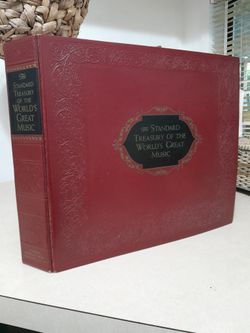 The
Standard
Treasury
of the
World's
Great
Music
The Standard
Treasury of the
World's Great
Music